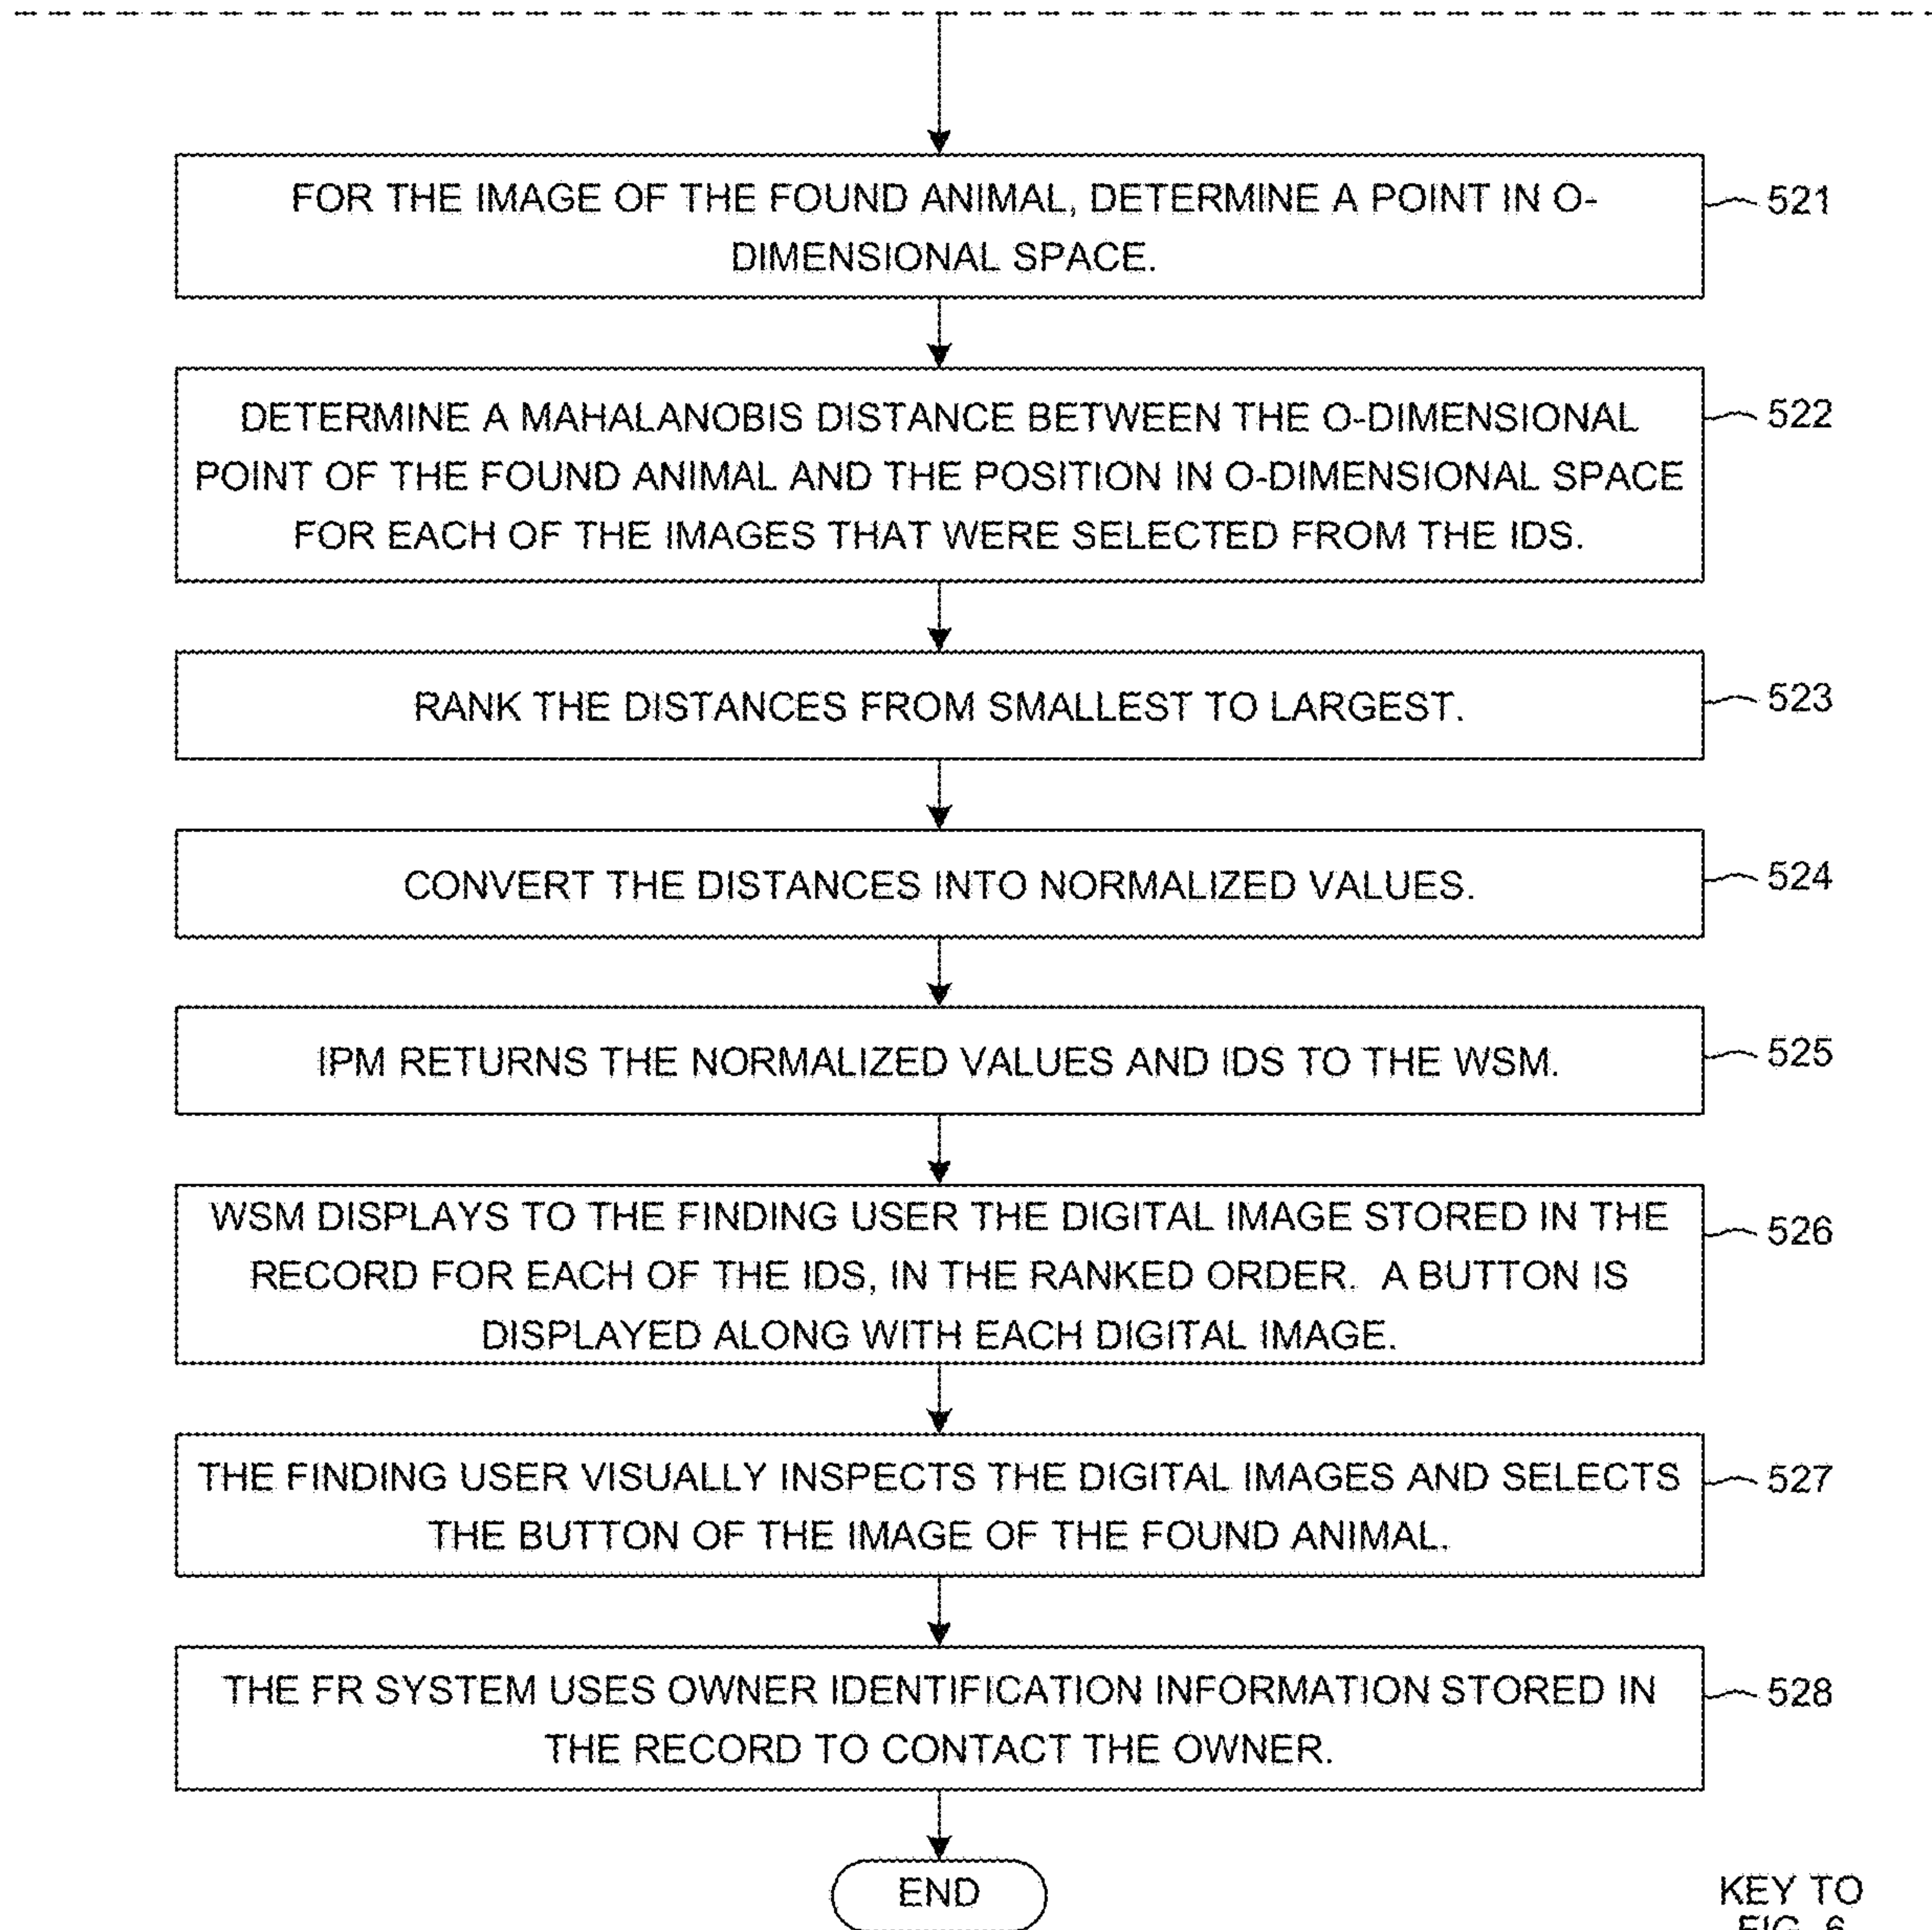 FOR THE IMAGE OF THE FOUND ANIMAL, DETERMINE A POINT IN O-
DIMENSIONAL SPACE.
521
DETERMINE A MAHALANOBIS DISTANCE BETWEEN THE O-DIMENSIONAL
POINT OF THE FOUND ANIMAL AND THE POSITION IN O-DIMENSIONAL SPACE
FOR EACH OF THE IMAGES THAT WERE SELECTED FROM THE IDS.
522
RANK THE DISTANCES FROM SMALLEST TO LARGEST.
523
CONVERT THE DISTANCES INTO NORMALIZED VALUES.
524
IPM RETURNS THE NORMALIZED VALUES AND IDS TO THE WSM.
525
WSM DISPLAYS TO THE FINDING USER THE DIGITAL IMAGE STORED IN THE
RECORD FOR EACH OF THE IDS, IN THE RANKED ORDER. A BUTTON IS
DISPLAYED ALONG WITH EACH DIGITAL IMAGE.
526
THE FINDING USER VISUALLY INSPECTS THE DIGITAL IMAGES AND SELECTS
THE BUTTON OF THE IMAGE OF THE FOUND ANIMAL.
527
THE FR SYSTEM USES OWNER IDENTIFICATION INFORMATION STORED IN
THE RECORD TO CONTACT THE OWNER.
528
END
KEY TO
FIG. 6